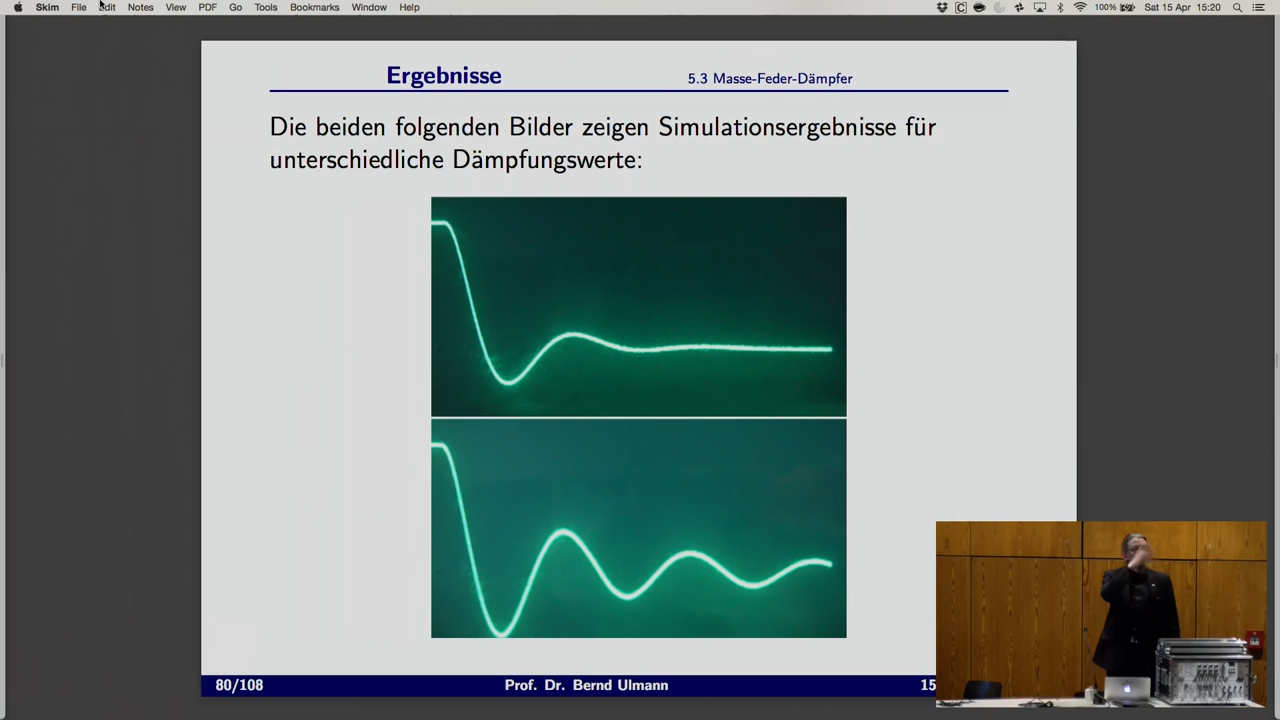 Skim File Edit Notes View PDF Go Tools Bookmarks Window Help 100% Sat 15 Apr 15:20
Ergebnisse 5.3 Masse-Feder-Dämpfer
Die beiden folgenden Bilder zeigen Simulationsergebnisse für
unterschiedliche Dämpfungswerte:
80/108 Prof. Dr. Bernd Ulmann 15